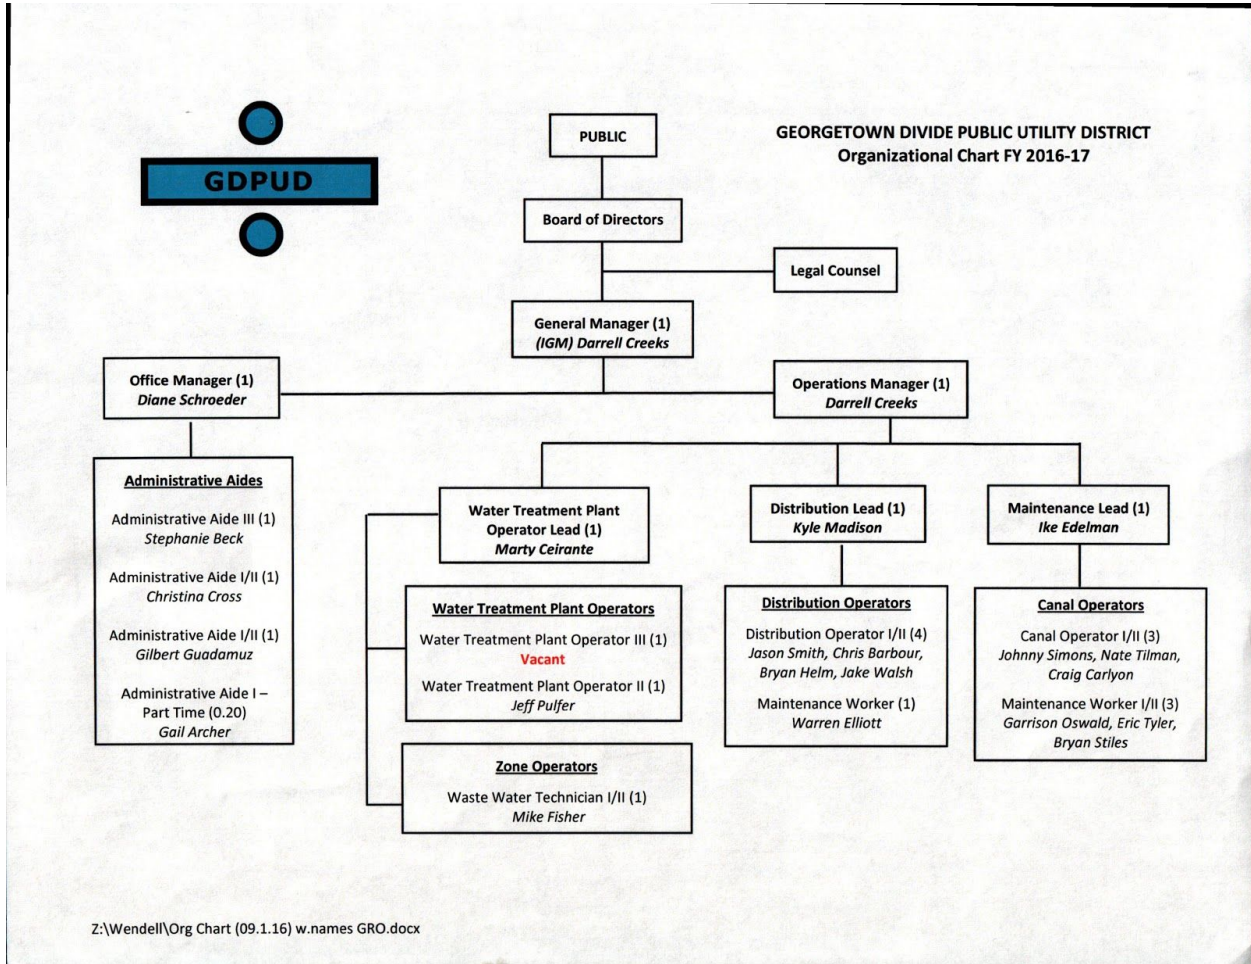 GDPUD
PUBLIC
GEORGETOWN DIVIDE PUBLIC UTILITY DISTRICT
Organizational Chart FY 2016-17
Board of Directors
Legal Counsel
General Manager (1)
(IGM) Darrell Creeks
Office Manager (1)
Diane Schroeder
Operations Manager (1)
Darrell Creeks
Administrative Aides
Administrative Aide III (1)
Stephanie Beck
Administrative Aide I/II (1)
Christina Cross
Administrative Aide I/II (1)
Gilbert Guadamuz
Administrative Aide I –
Part Time (0.20)
Gail Archer
Water Treatment Plant
Operator Lead (1)
Marty Ceirante
Water Treatment Plant Operators
Water Treatment Plant Operator III (1)
Vacant
Water Treatment Plant Operator II (1)
Jeff Pulfer
Zone Operators
Waste Water Technician I/II (1)
Mike Fisher
Distribution Lead (1)
Kyle Madison
Distribution Operators
Distribution Operator I/II (4)
Jason Smith, Chris Barbour,
Bryan Helm, Jake Walsh
Maintenance Worker (1)
Warren Elliott
Maintenance Lead (1)
Ike Edelman
Canal Operators
Canal Operator I/II (3)
Johnny Simons, Nate Tilman,
Craig Carlyon
Maintenance Worker I/II (3)
Garrison Oswald, Eric Tyler,
Bryan Stiles
Z:\Wendell\Org Chart (09.1.16) w.names GRO.docx